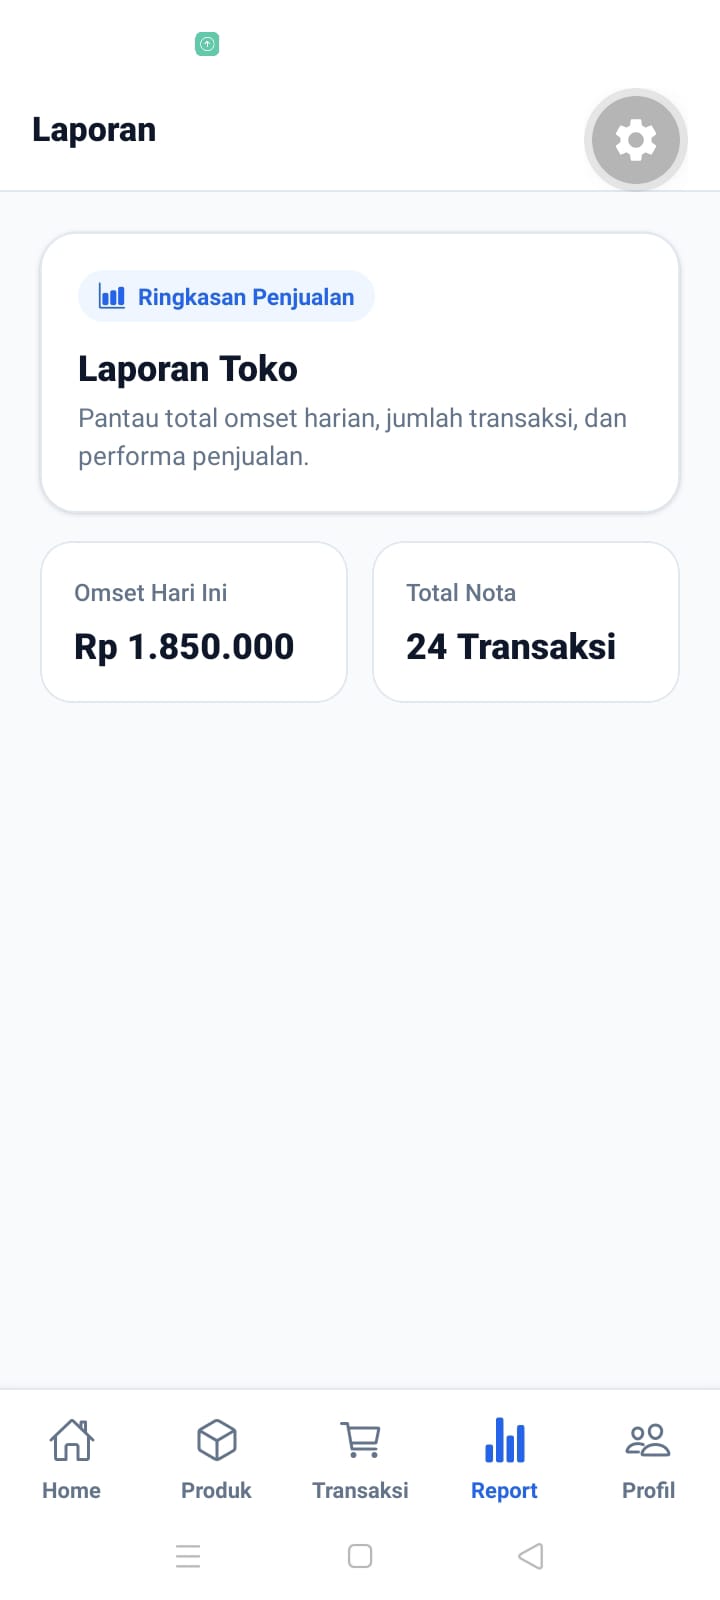 Laporan
Ringkasan Penjualan
Laporan Toko
Pantau total omset harian, jumlah transaksi, dan
performa penjualan.
Omset Hari Ini
Rp 1.850.000
Total Nota
24 Transaksi
Home
Produk
Transaksi
Report
Profil